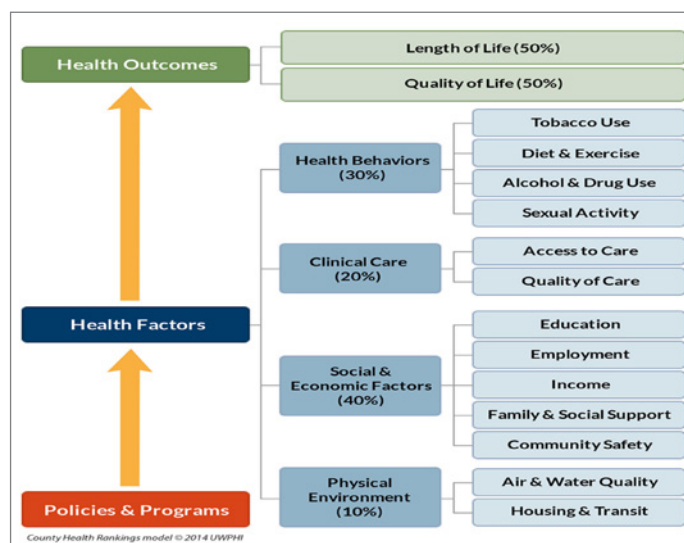 Health Outcomes
Length of Life (50%)
Quality of Life (50%)
Health Factors
Health Behaviors
(30%)
Tobacco Use
Diet & Exercise
Alcohol & Drug Use
Sexual Activity
Clinical Care
(20%)
Access to Care
Quality of Care
Social &
Economic Factors
(40%)
Education
Employment
Income
Family & Social Support
Community Safety
Physical
Environment
(10%)
Air & Water Quality
Housing & Transit
Policies & Programs
County Health Rankings model © 2014 UWPHI